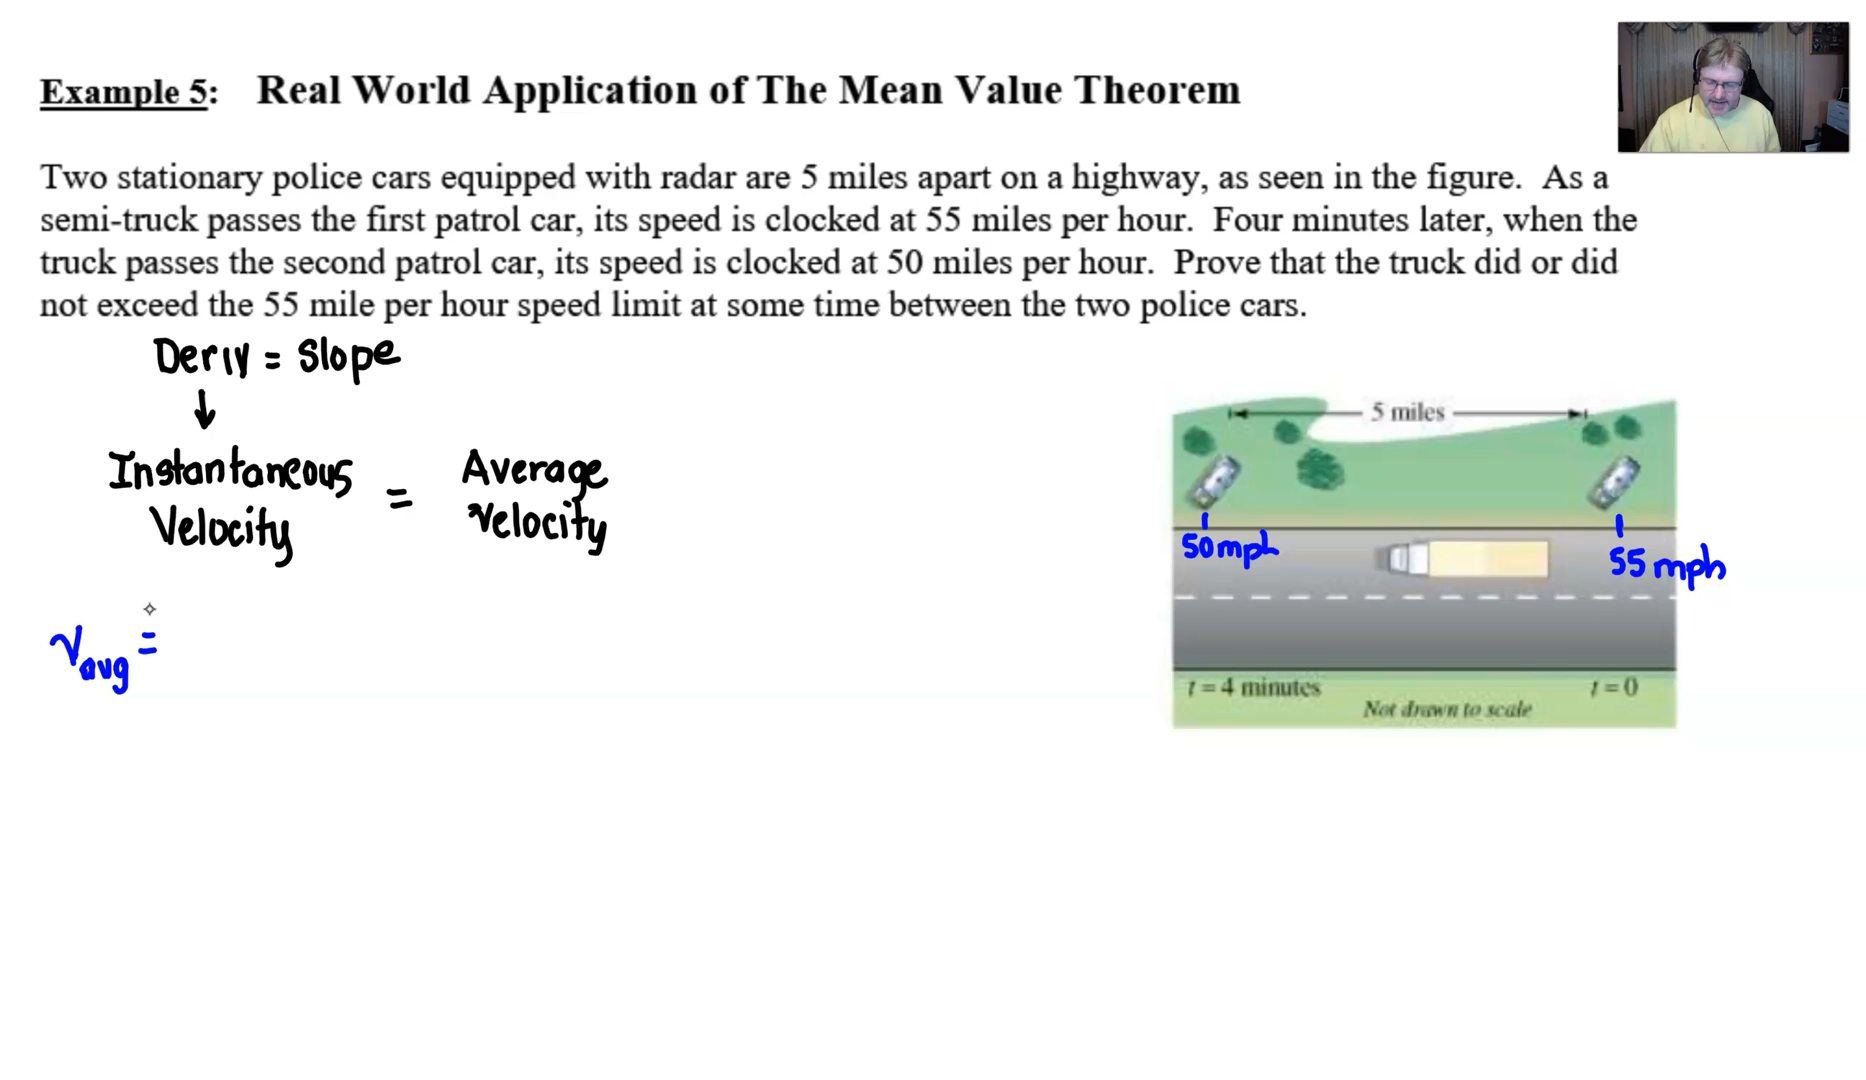 Example 5: Real World Application of The Mean Value Theorem
Two stationary police cars equipped with radar are 5 miles apart on a highway, as seen in the figure. As a
semi-truck passes the first patrol car, its speed is clocked at 55 miles per hour. Four minutes later, when the
truck passes the second patrol car, its speed is clocked at 50 miles per hour. Prove that the truck did or did
not exceed the 55 mile per hour speed limit at some time between the two police cars.
Deriv = Slope
↓
Instantaneous
Velocity
=
Average
Velocity
Vavg =
5 miles
50 mph
55 mph
t = 4 minutes
t = 0
Not drawn to scale